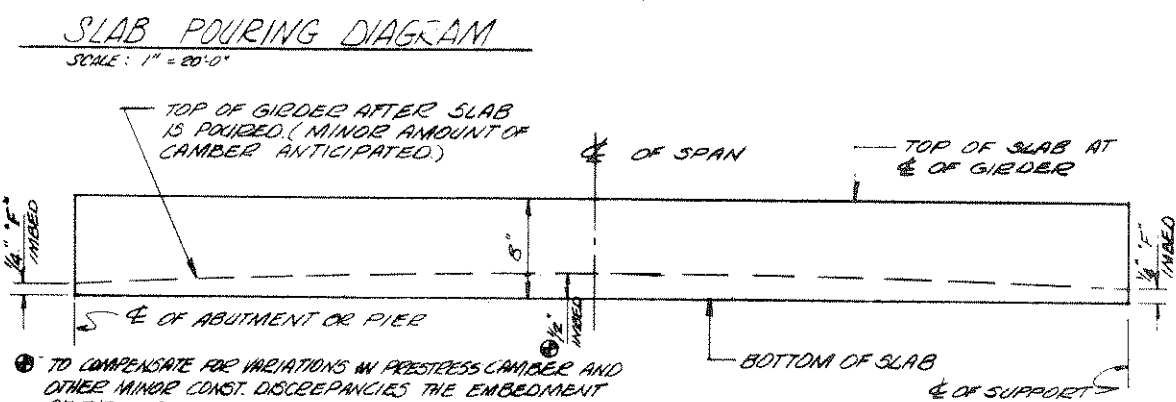 SLAB POURING DIAGRAM
SCALE: 1" = 20'-0"
TOP OF GIRDER AFTER SLAB
IS POURED. (MINOR AMOUNT OF
CAMBER ANTICIPATED.)
℄ OF SPAN
TOP OF SLAB AT
℄ OF GIRDER
1/4" "F"
IMBED
8"
1/4" "F"
IMBED
℄ OF ABUTMENT OR PIER
1/2"
IMBED
BOTTOM OF SLAB
℄ OF SUPPORT
TO COMPENSATE FOR VARIATIONS IN PRESTRESS CAMBER AND
OTHER MINOR CONST. DISCREPANCIES THE EMBEDMENT